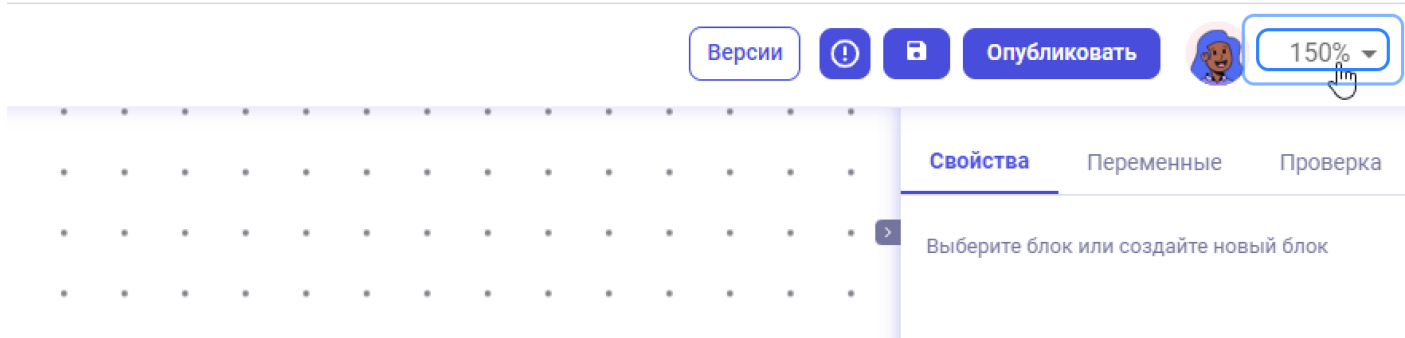 Версии
Опубликовать
150%
Свойства Переменные Проверка
Выберите блок или создайте новый блок